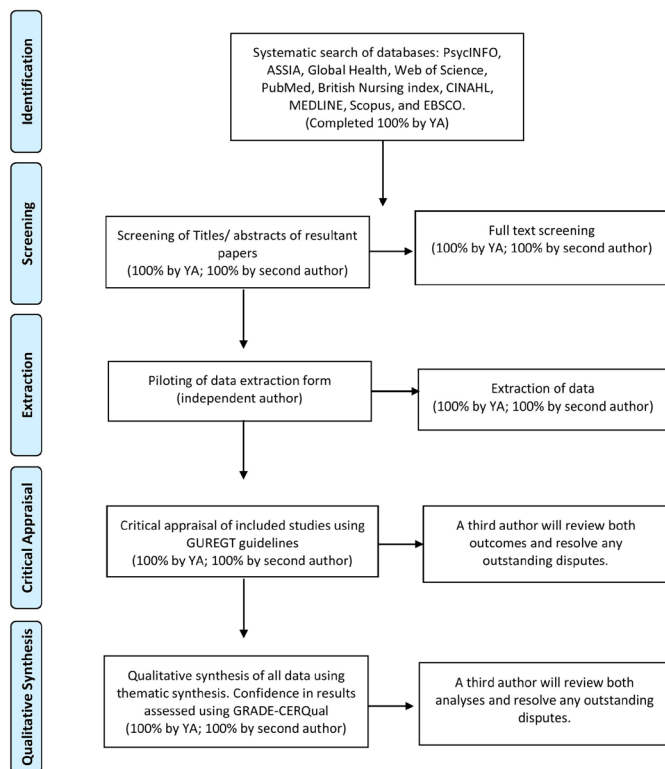 Identification
Systematic search of databases: PsycINFO,
ASSIA, Global Health, Web of Science,
PubMed, British Nursing index, CINAHL,
MEDLINE, Scopus, and EBSCO.
(Completed 100% by YA)
Screening
Screening of Titles/ abstracts of resultant
papers
(100% by YA; 100% by second author)
Full text screening
(100% by YA; 100% by second author)
Extraction
Piloting of data extraction form
(independent author)
Extraction of data
(100% by YA; 100% by second author)
Critical Appraisal
Critical appraisal of included studies using
GUREGT guidelines
(100% by YA; 100% by second author)
A third author will review both
outcomes and resolve any
outstanding disputes.
Qualitative Synthesis
Qualitative synthesis of all data using
thematic synthesis. Confidence in results
assessed using GRADE-CERQual
(100% by YA; 100% by second author)
A third author will review both
analyses and resolve any outstanding
disputes.